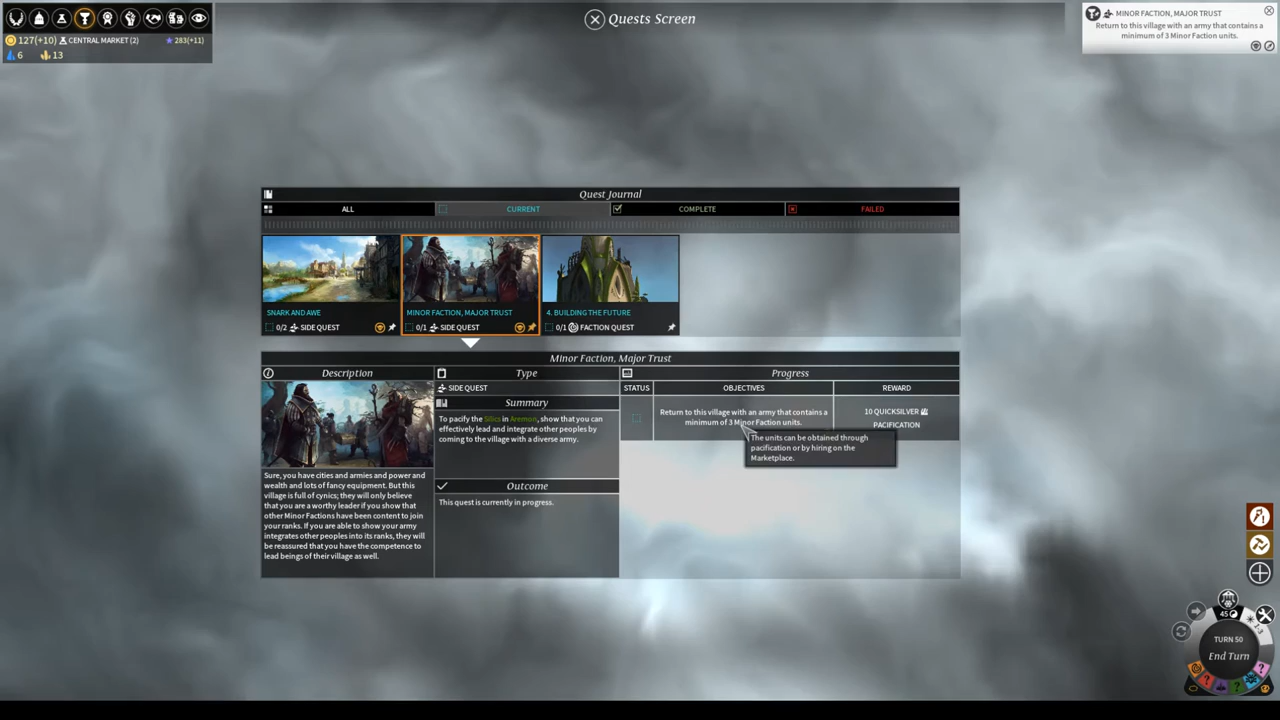 Quests Screen
127(+10) CENTRAL MARKET (2) 283(+11)
6 13
MINOR FACTION, MAJOR TRUST
Return to this village with an army that contains a
minimum of 3 Minor Faction units.
Quest Journal
ALL CURRENT COMPLETE FAILED
SNARK AND AWE
0/2 SIDE QUEST
MINOR FACTION, MAJOR TRUST
0/1 SIDE QUEST
4. BUILDING THE FUTURE
0/1 FACTION QUEST
Minor Faction, Major Trust
Description
Sure, you have cities and armies and power and
wealth and lots of fancy equipment. But this
village is full of cynics; they will only believe
that you are a worthy leader if you show that
other Minor Factions have been content to join
your ranks. If you are able to show your army
integrates other peoples into its ranks, they will
be reassured that you have the competence to
lead beings of their village as well.
Type
SIDE QUEST
Summary
To pacify the Silics in Aremon, show that you can
effectively lead and integrate other peoples by
coming to the village with a diverse army.
Outcome
This quest is currently in progress.
Progress
STATUS OBJECTIVES REWARD
Return to this village with an army that contains a
minimum of 3 Minor Faction units.
10 QUICKSILVER
PACIFICATION
The units can be obtained through
pacification or by hiring on the
Marketplace.
45
TURN 50
End Turn